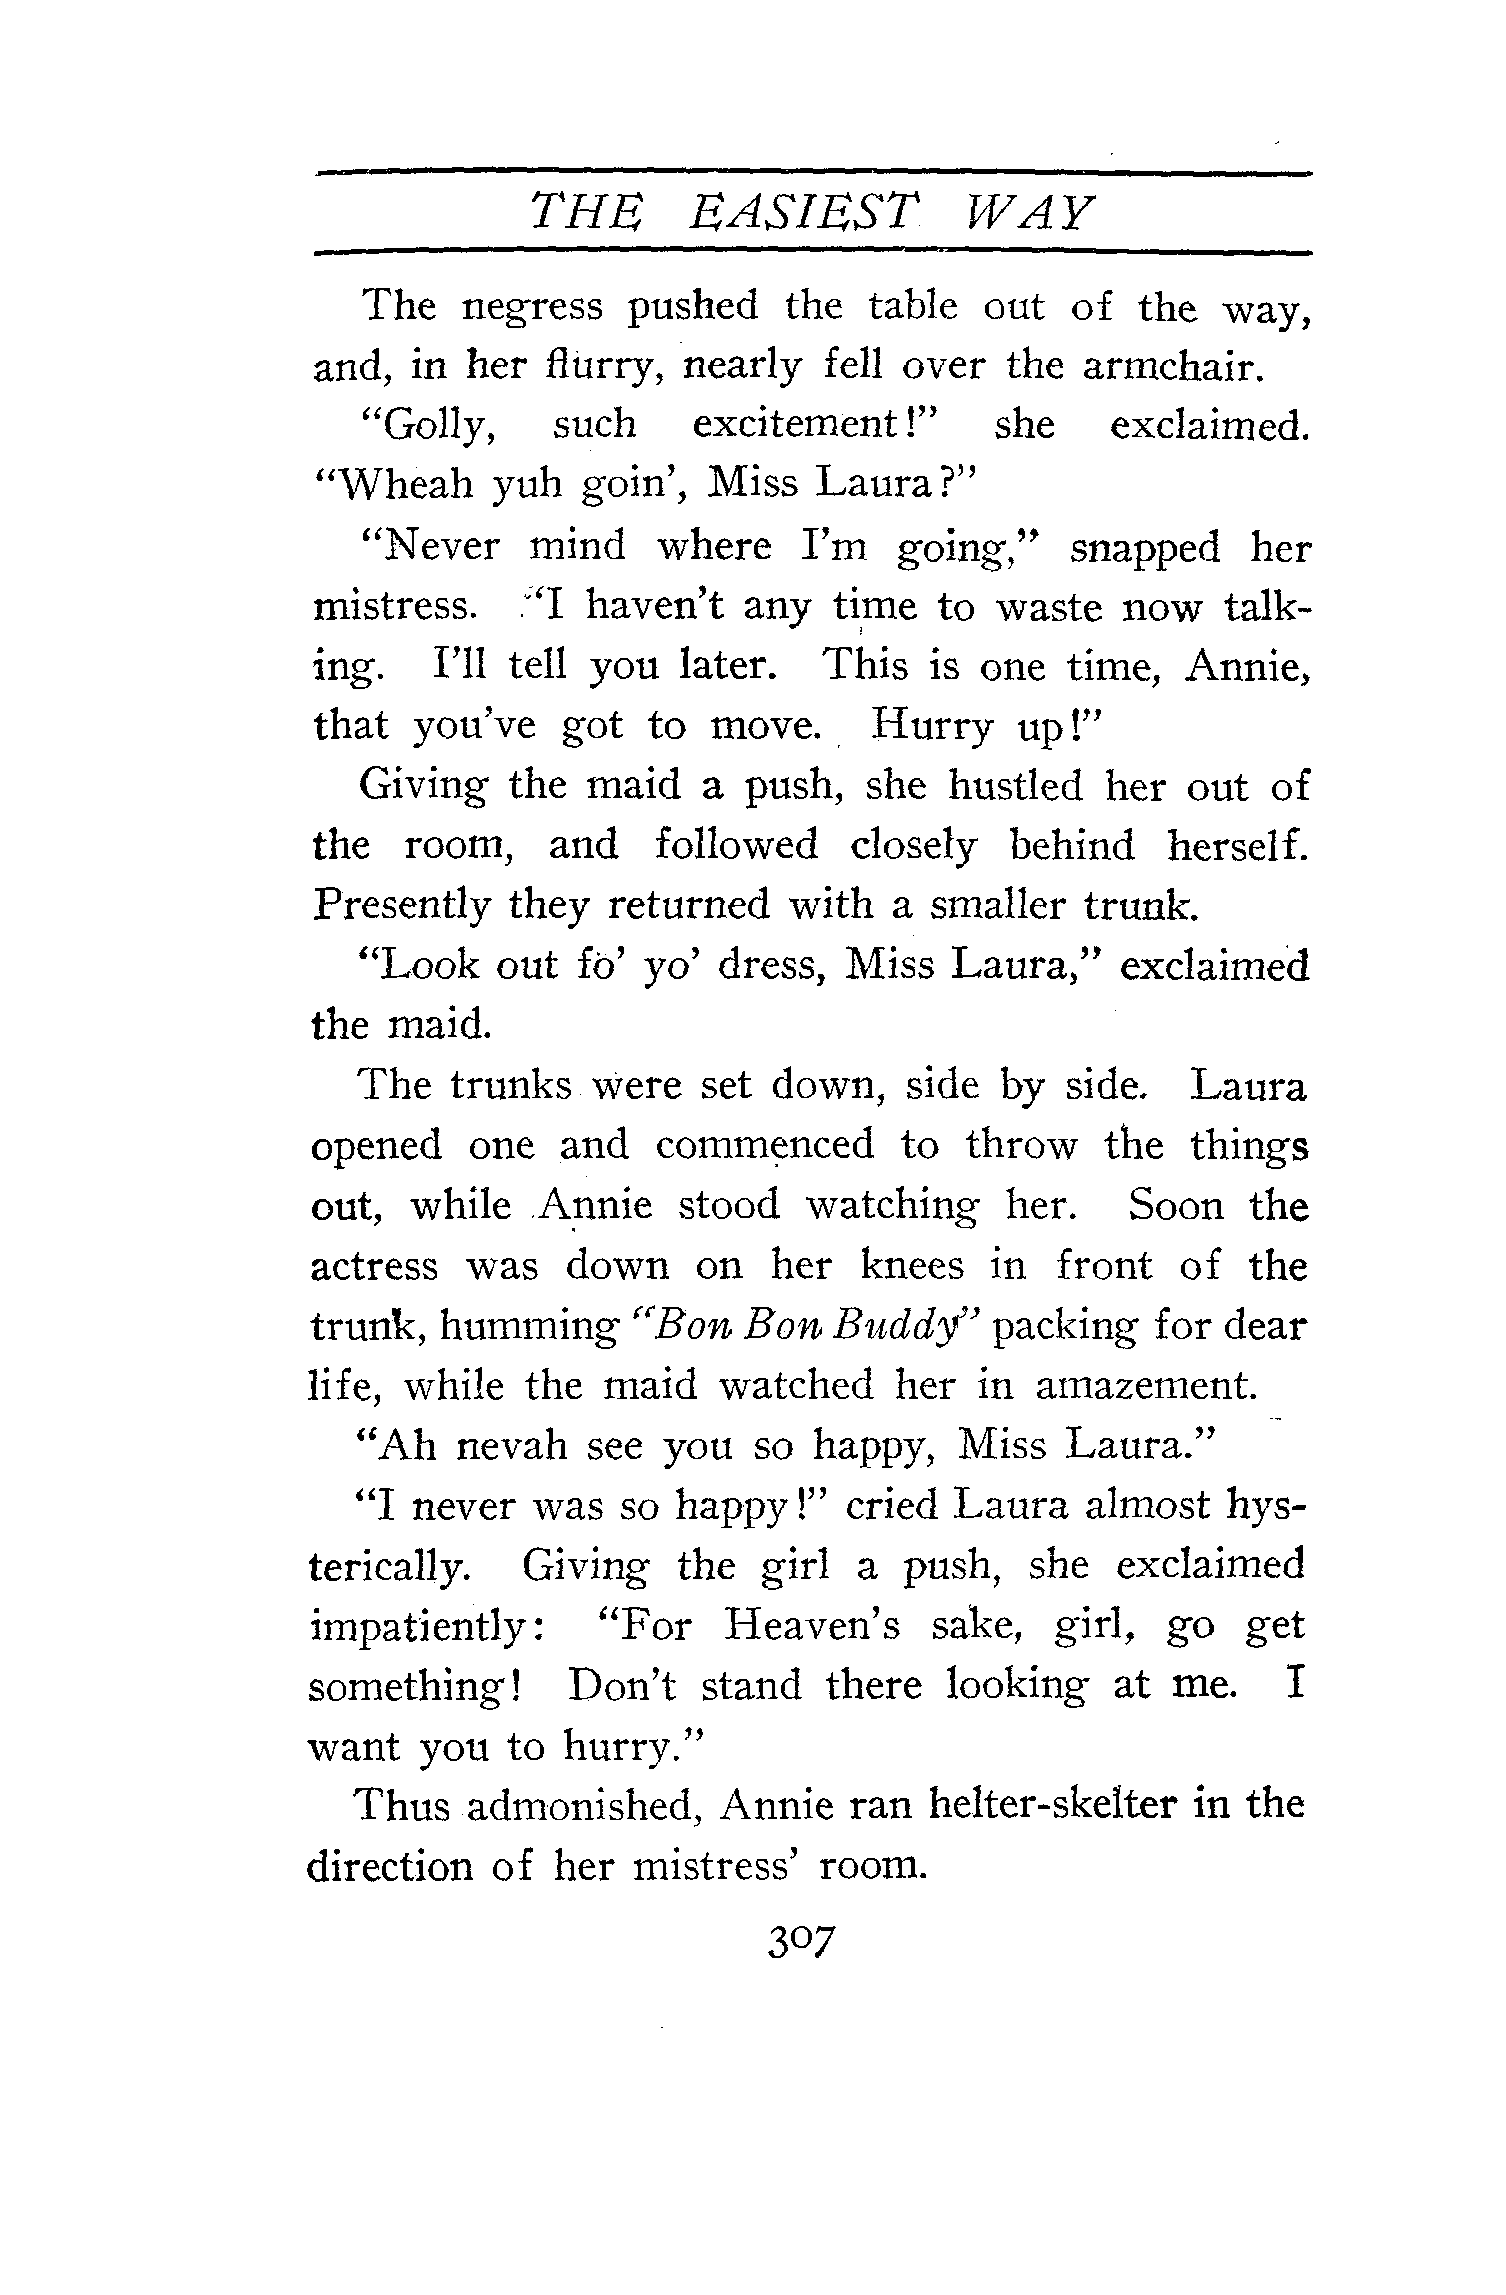 THE EASIEST WAY
The negress pushed the table out of the way,
and, in her flurry, nearly fell over the armchair.
"Golly, such excitement!" she exclaimed.
"Wheah yuh goin', Miss Laura?"
"Never mind where I'm going," snapped her
mistress. "I haven't any time to waste now talk-
ing. I'll tell you later. This is one time, Annie,
that you've got to move. Hurry up!"
Giving the maid a push, she hustled her out of
the room, and followed closely behind herself.
Presently they returned with a smaller trunk.
"Look out fo' yo' dress, Miss Laura," exclaimed
the maid.
The trunks were set down, side by side. Laura
opened one and commenced to throw the things
out, while Annie stood watching her. Soon the
actress was down on her knees in front of the
trunk, humming "Bon Bon Buddy" packing for dear
life, while the maid watched her in amazement.
"Ah nevah see you so happy, Miss Laura."
"I never was so happy!" cried Laura almost hys-
terically. Giving the girl a push, she exclaimed
impatiently: "For Heaven's sake, girl, go get
something! Don't stand there looking at me. I
want you to hurry."
Thus admonished, Annie ran helter-skelter in the
direction of her mistress' room.
307